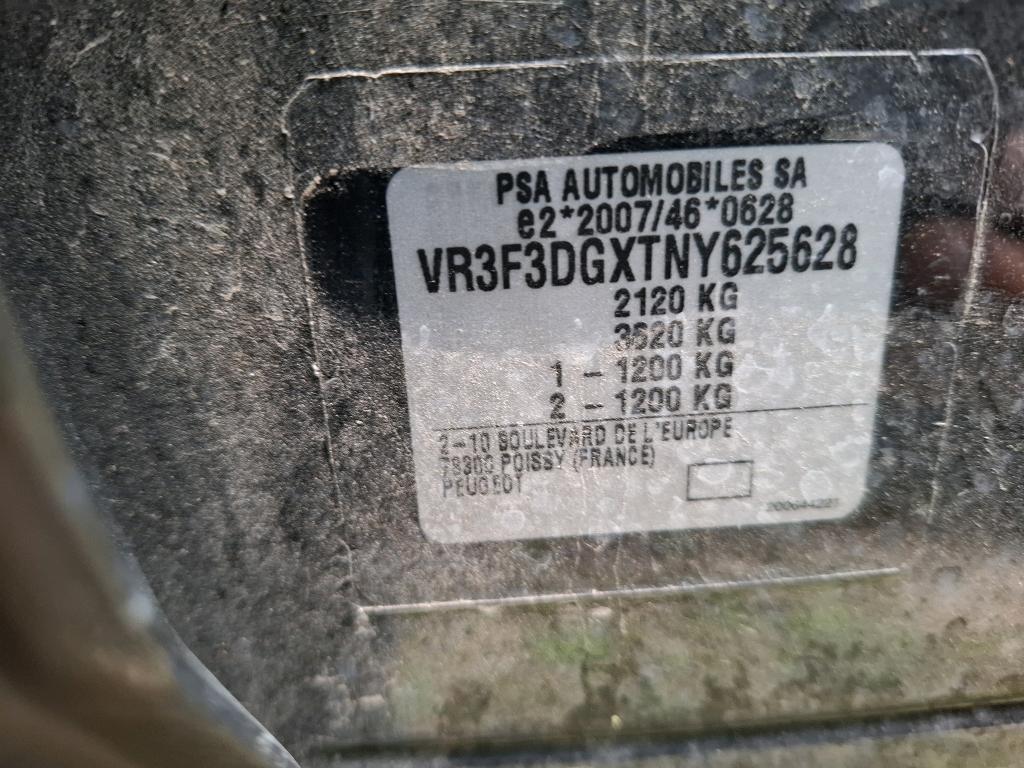 PSA AUTOMOBILES SA
e2*2007/46*0628
VR3F3DGXTNY625628
2120 KG
3620 KG
1 - 1200 KG
2 - 1200 KG
2-10 BOULEVARD DE L'EUROPE
78300 POISSY (FRANCE)
PEUGEOT